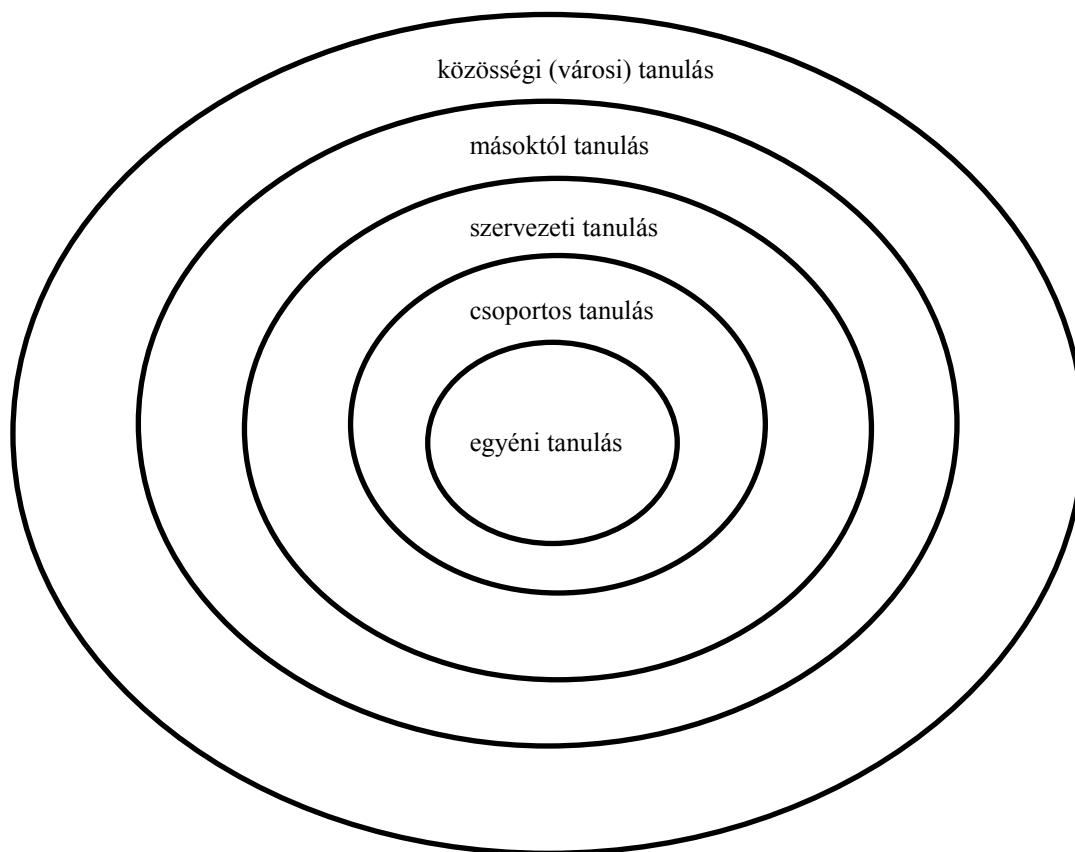 közösségi (városi) tanulás
másoktól tanulás
szervezeti tanulás
csoportos tanulás
egyéni tanulás